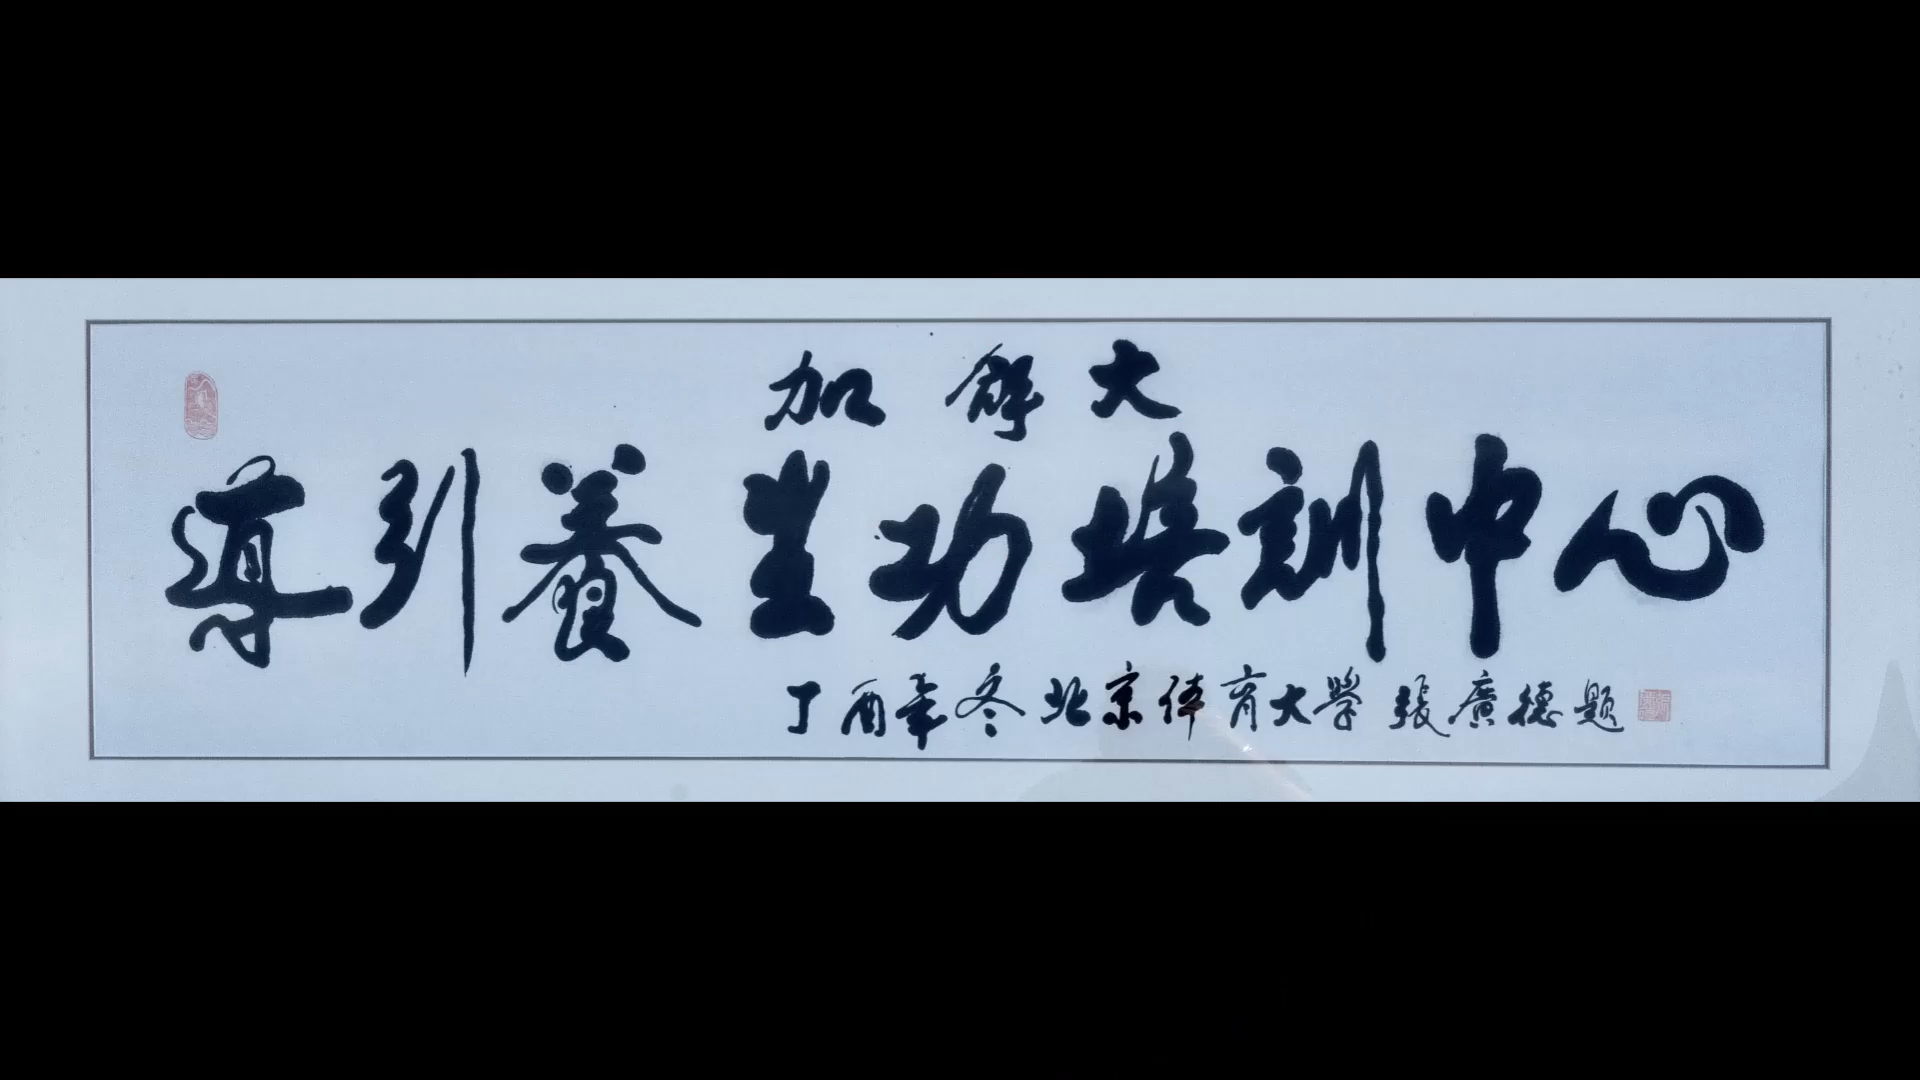 加拿大
導引養生功培訓中心
丁酉年冬北京体育大學 張廣德題